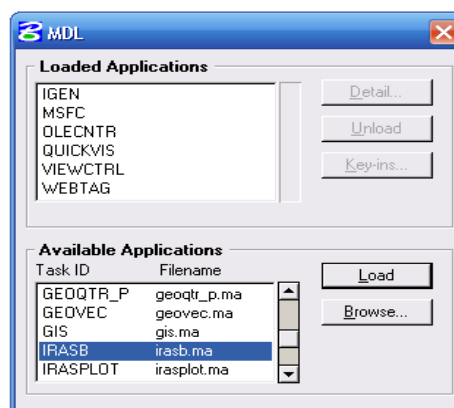 MDL
Loaded Applications
IGEN
MSFC
OLECNTR
QUICKVIS
VIEWCTRL
WEBTAG
Detail...
Unload
Key-ins...
Available Applications
Task ID Filename
GEOQTR_P geoqtr_p.ma
GEOVEC geovec.ma
GIS gis.ma
IRASB irasb.ma
IRASPLOT irasplot.ma
Load
Browse...